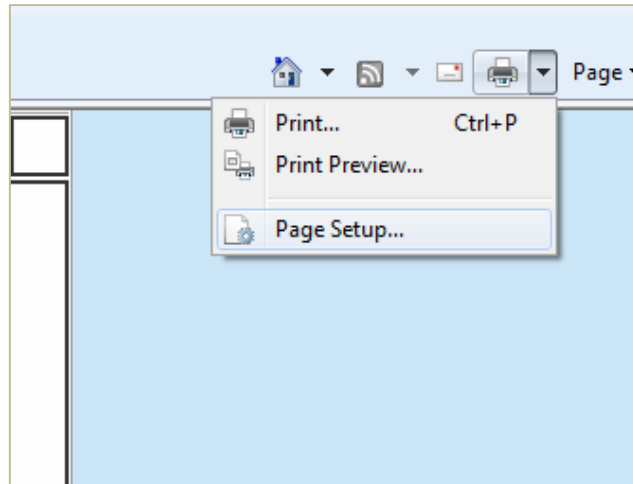 Page
Print... Ctrl+P
Print Preview...
Page Setup...